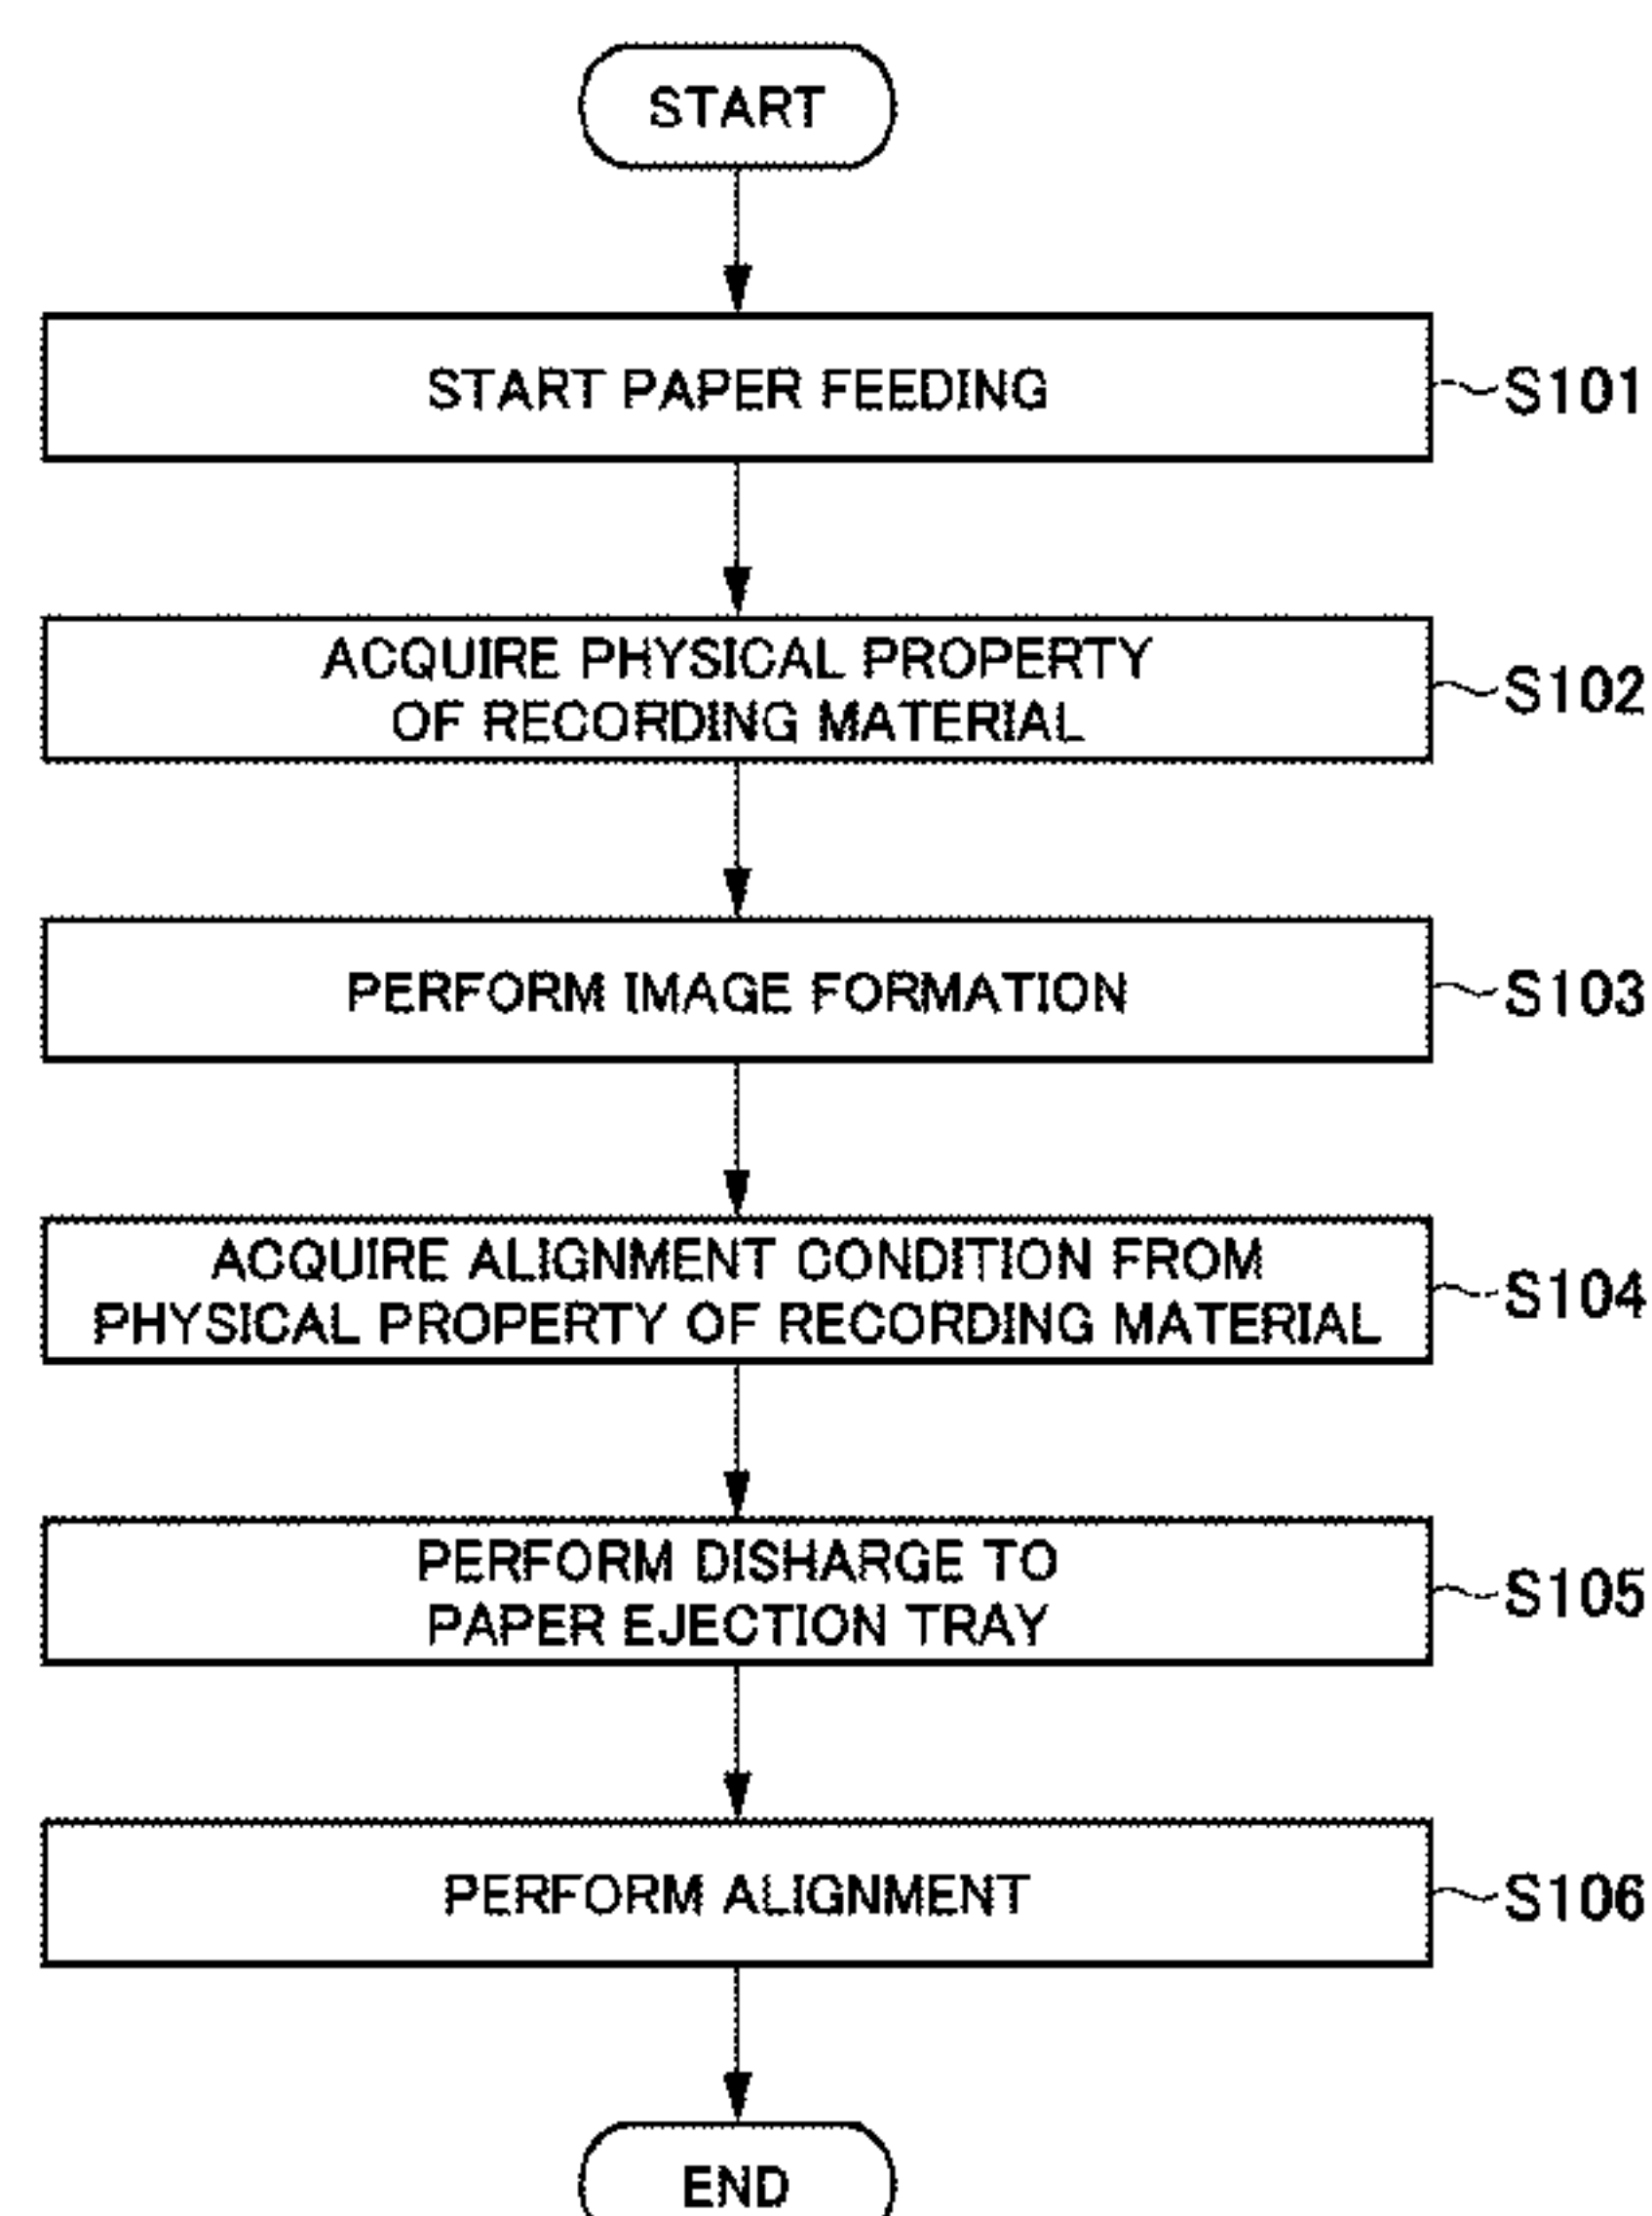 START
START PAPER FEEDING
S101
ACQUIRE PHYSICAL PROPERTY
OF RECORDING MATERIAL
S102
PERFORM IMAGE FORMATION
S103
ACQUIRE ALIGNMENT CONDITION FROM
PHYSICAL PROPERTY OF RECORDING MATERIAL
S104
PERFORM DISHARGE TO
PAPER EJECTION TRAY
S105
PERFORM ALIGNMENT
S106
END